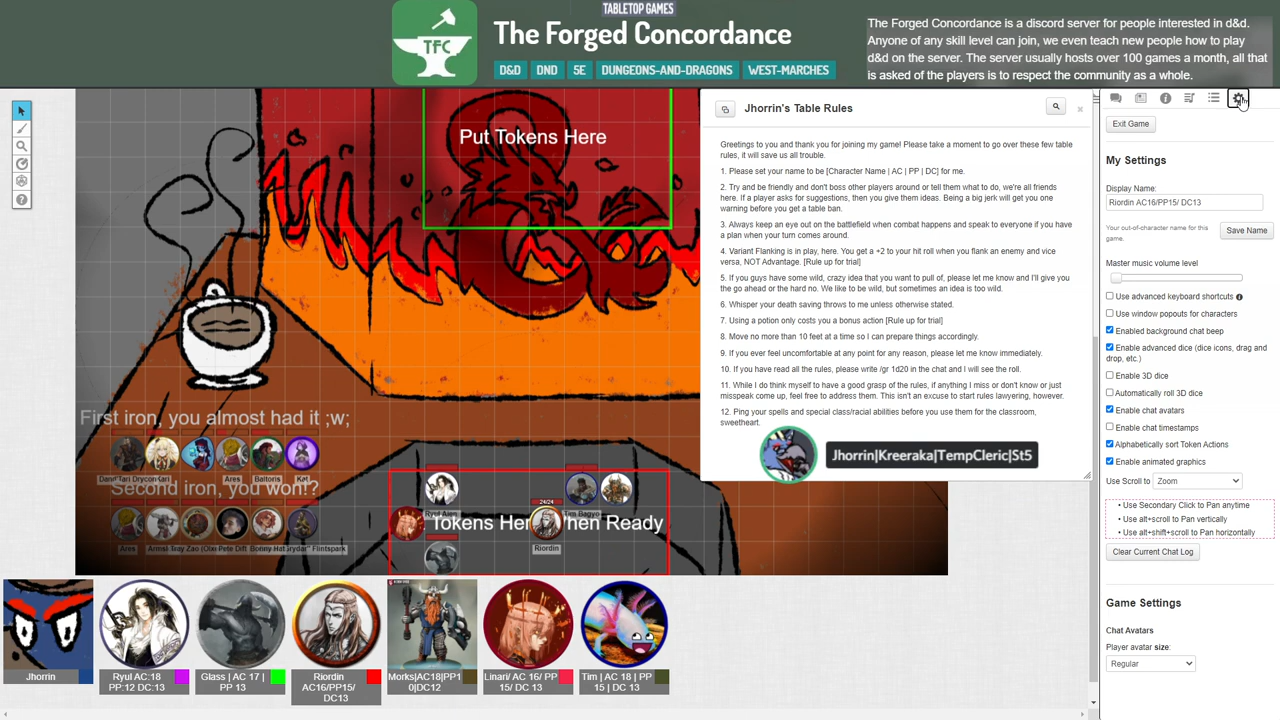 TABLETOP GAMES
TFC
The Forged Concordance
D&D DND 5E DUNGEONS-AND-DRAGONS WEST-MARCHES
The Forged Concordance is a discord server for people interested in d&d.
Anyone of any skill level can join, we even teach new people how to play
d&d on the server. The server usually hosts over 100 games a month, all that
is asked of the players is to respect the community as a whole.
Put Tokens Here
First iron, you almost had it ;w;
Ares
Baltoris
Second iron, you won!?
Ares
Tokens Her hen Ready
24/24
Riordin
Jhorrin's Table Rules
Greetings to you and thank you for joining my game! Please take a moment to go over these few table
rules, it will save us all trouble.
1. Please set your name to be [Character Name | AC | PP | DC] for me.
2. Try and be friendly and don't boss other players around or tell them what to do, we're all friends
here. If a player asks for suggestions, then you give them ideas. Being a big jerk will get you one
warning before you get a table ban.
3. Always keep an eye out on the battlefield when combat happens and speak to everyone if you have
a plan when your turn comes around.
4. Variant Flanking is in play, here. You get a +2 to your hit roll when you flank an enemy and vice
versa, NOT Advantage. [Rule up for trial]
5. If you guys have some wild, crazy idea that you want to pull of, please let me know and I'll give you
the go ahead or the hard no. We like to be wild, but sometimes an idea is too wild.
6. Whisper your death saving throws to me unless otherwise stated.
7. Using a potion only costs you a bonus action [Rule up for trial]
8. Move no more than 10 feet at a time so I can prepare things accordingly.
9. If you ever feel uncomfortable at any point for any reason, please let me know immediately.
10. If you have read all the rules, please write /gr 1d20 in the chat and I will see the roll.
11. While I do think myself to have a good grasp of the rules, if anything I miss or don't know or just
misspeak come up, feel free to address them. This isn't an excuse to start rules lawyering, however.
12. Ping your spells and special class/racial abilities before you use them for the classroom,
sweetheart.
Jhorrin|Kreeraka|TempCleric|St5
Exit Game
My Settings
Display Name:
Riordin AC16/PP15/ DC13
Your out-of-character name for this
game.
Save Name
Master music volume level
Use advanced keyboard shortcuts
Use window popouts for characters
Enabled background chat beep
Enable advanced dice (dice icons, drag and
drop, etc.)
Enable 3D dice
Automatically roll 3D dice
Enable chat avatars
Enable chat timestamps
Alphabetically sort Token Actions
Enable animated graphics
Use Scroll to Zoom
• Use Secondary Click to Pan anytime
• Use alt+scroll to Pan vertically
• Use alt+shift+scroll to Pan horizontally
Clear Current Chat Log
Game Settings
Chat Avatars
Player avatar size:
Regular
Jhorrin
Ryul AC:18
PP:12 DC:13
Glass | AC 17 |
PP 13
Riordin
AC16/PP15/
DC13
Morks|AC18|PP1
0|DC12
Linari/ AC 16/ PP
15/ DC 13
Tim | AC 18 | PP
15 | DC 13